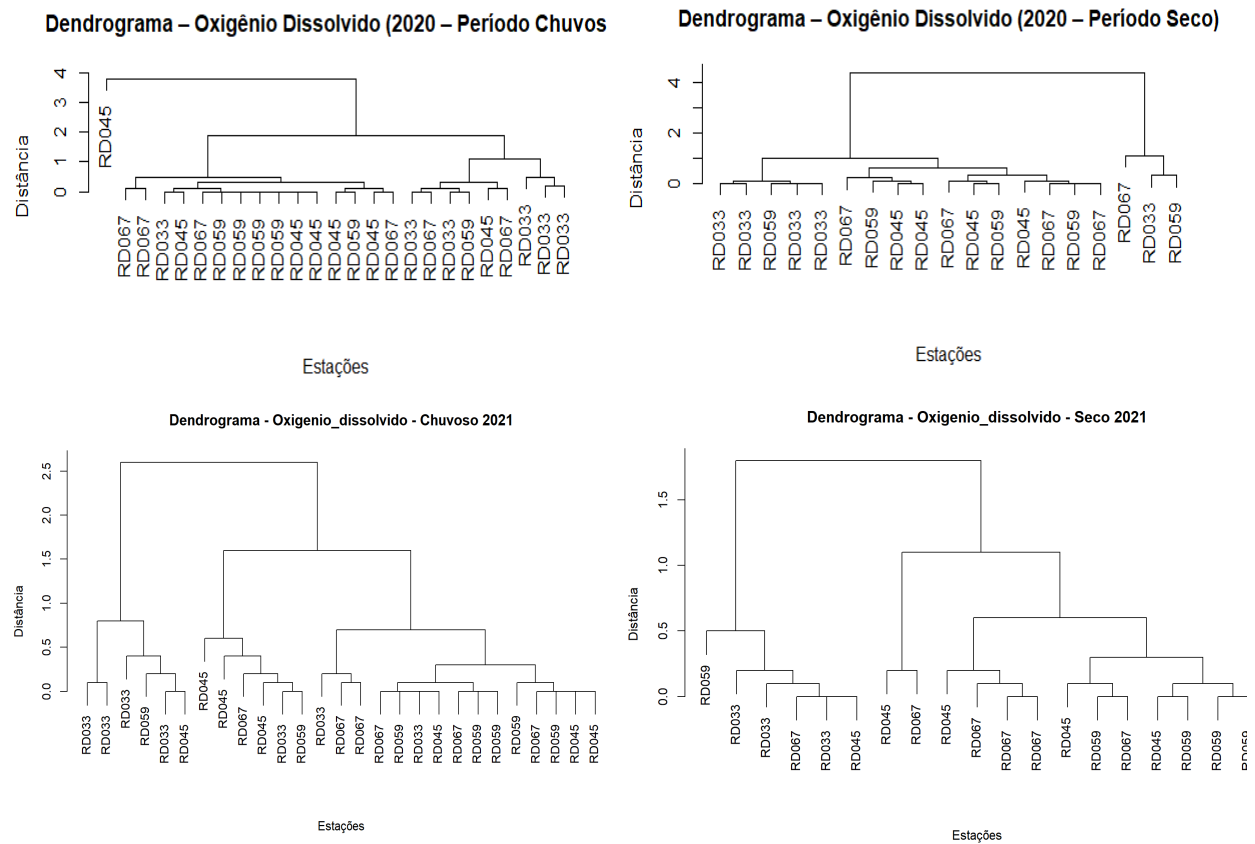 Dendrograma – Oxigênio Dissolvido (2020 – Período Chuvos
Distância
4
3
2
1
0
RD045
RD067
RD067
RD033
RD045
RD067
RD059
RD059
RD059
RD059
RD045
RD045
RD045
RD059
RD045
RD067
RD033
RD067
RD033
RD059
RD045
RD067
RD033
RD033
RD033
Estações
Dendrograma – Oxigênio Dissolvido (2020 – Período Seco)
Distância
4
2
0
RD033
RD033
RD059
RD033
RD033
RD067
RD059
RD045
RD045
RD067
RD045
RD059
RD045
RD067
RD059
RD067
RD067
RD033
RD059
Estações
Dendrograma - Oxigenio_dissolvido - Chuvoso 2021
Distância
2.5
2.0
1.5
1.0
0.5
0.0
RD033
RD033
RD033
RD059
RD033
RD045
RD045
RD045
RD067
RD045
RD033
RD059
RD033
RD067
RD067
RD067
RD059
RD033
RD045
RD067
RD059
RD059
RD059
RD067
RD059
RD045
RD045
Estações
Dendrograma - Oxigenio_dissolvido - Seco 2021
Distância
1.5
1.0
0.5
0.0
RD059
RD033
RD033
RD067
RD033
RD045
RD045
RD067
RD045
RD067
RD067
RD067
RD045
RD059
RD067
RD045
RD059
RD059
RD059
Estações